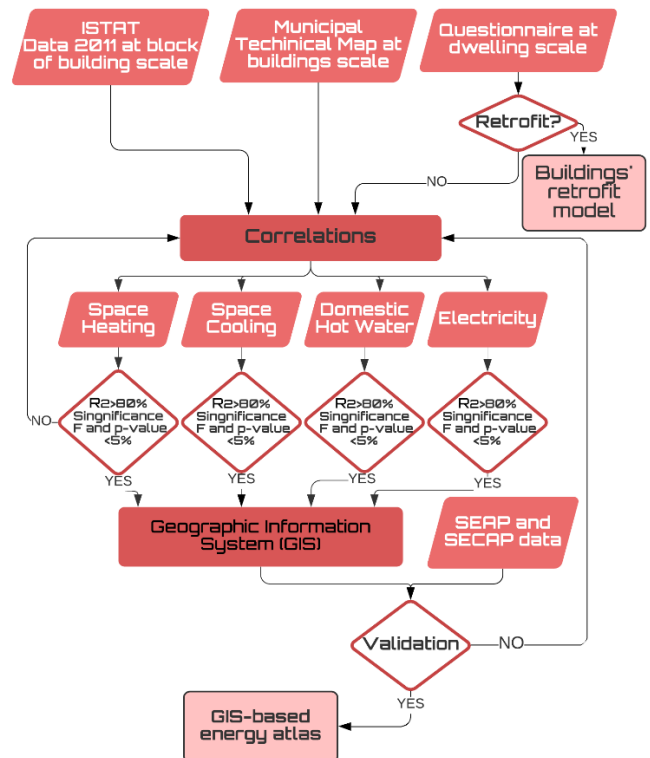 ISTAT
Data 2011 at block
of building scale
Municipal
Techinical Map at
buildings scale
Questionnaire at
dwelling scale
Retrofit?
YES
NO
Buildings'
retrofit
model
Correlations
Space
Heating
Space
Cooling
Domestic
Hot Water
Electricity
R2>80%
Singnificance
F and p-value
<5%
R2>80%
Singnificance
F and p-value
<5%
R2>80%
Singnificance
F and p-value
<5%
R2>80%
Singnificance
F and p-value
<5%
NO
YES
YES
YES
YES
Geographic Information
System (GIS)
SEAP and
SECAP data
Validation
NO
YES
GIS-based
energy atlas